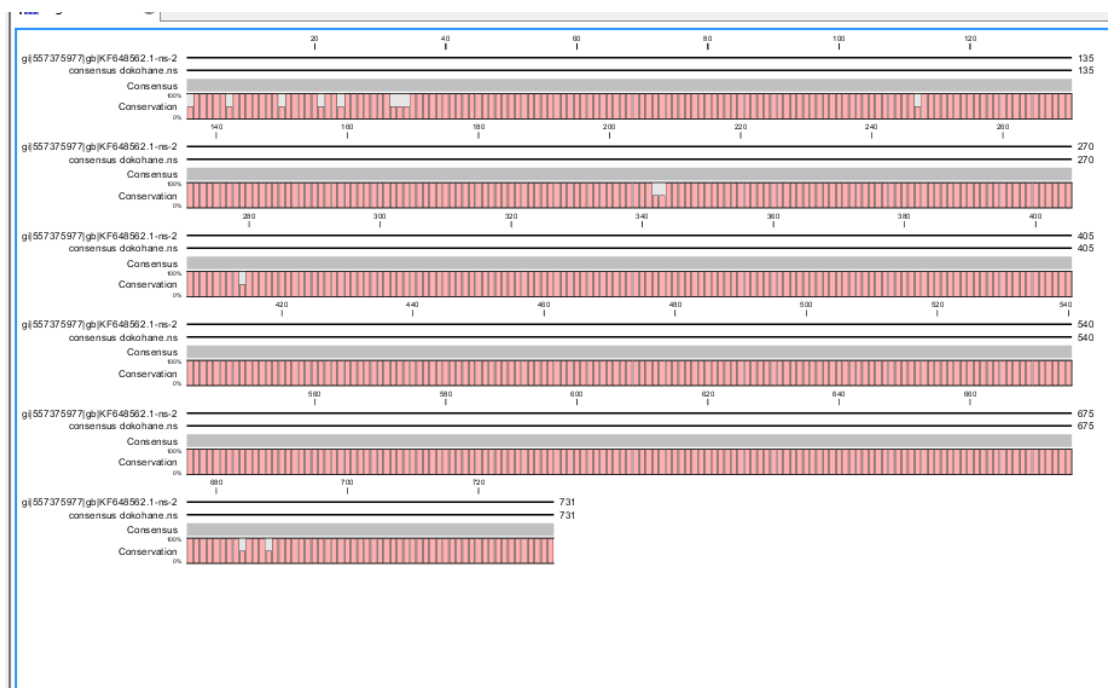 20 40 60 80 100 120
gi|557375977|gb|KF648562.1-ns-2 135
consensus dokohane.ns 135
Consensus
100%
Conservation
0%
140 160 180 200 220 240 260
gi|557375977|gb|KF648562.1-ns-2 270
consensus dokohane.ns 270
Consensus
100%
Conservation
0%
280 300 320 340 360 380 400
gi|557375977|gb|KF648562.1-ns-2 405
consensus dokohane.ns 405
Consensus
100%
Conservation
0%
420 440 460 480 500 520 540
gi|557375977|gb|KF648562.1-ns-2 540
consensus dokohane.ns 540
Consensus
100%
Conservation
0%
560 580 600 620 640 660
gi|557375977|gb|KF648562.1-ns-2 675
consensus dokohane.ns 675
Consensus
100%
Conservation
0%
680 700 720
gi|557375977|gb|KF648562.1-ns-2 731
consensus dokohane.ns 731
Consensus
100%
Conservation
0%